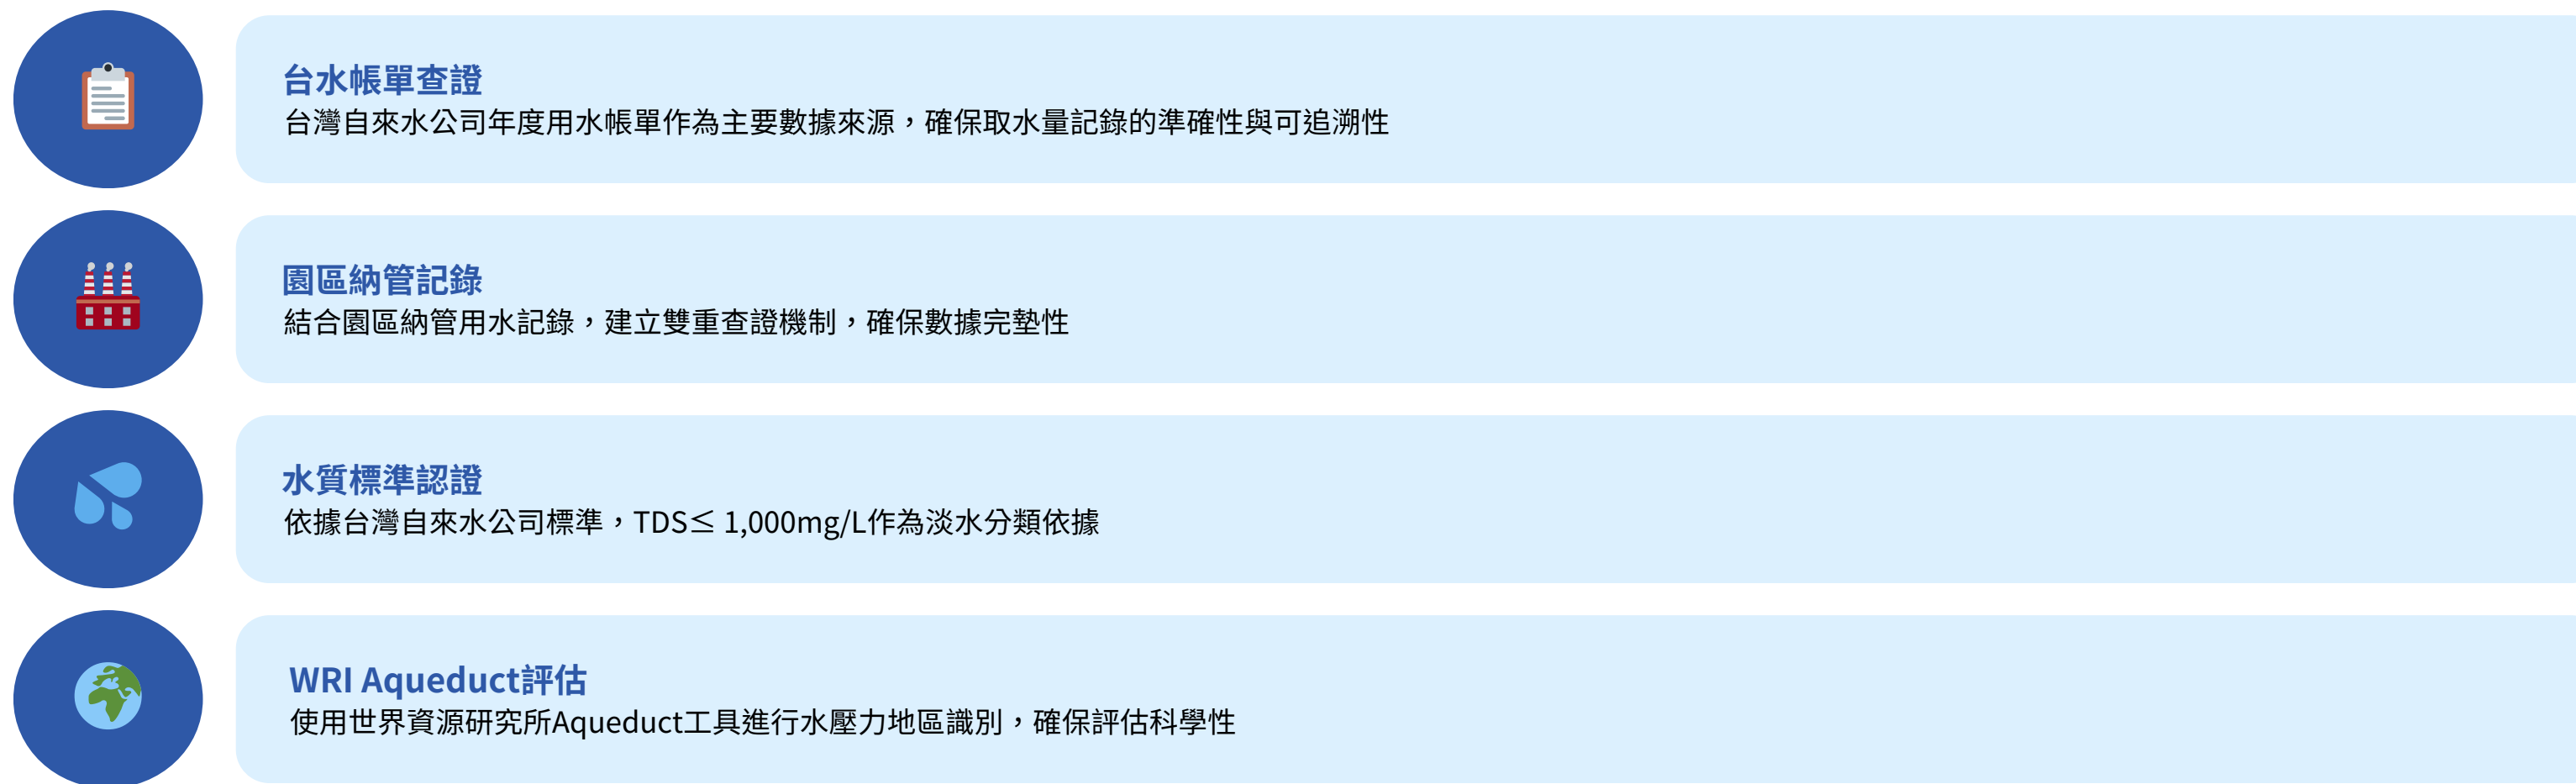 台水帳單查證
台灣自來水公司年度用水帳單作為主要數據來源，確保取水量記錄的準確性與可追溯性
園區納管記錄
結合園區納管用水記錄，建立雙重查證機制，確保數據完墊性
水質標準認證
依據台灣自來水公司標準，TDS≤ 1,000mg/L作為淡水分類依據
WRI Aqueduct評估
使用世界資源研究所Aqueduct工具進行水壓力地區識別，確保評估科學性